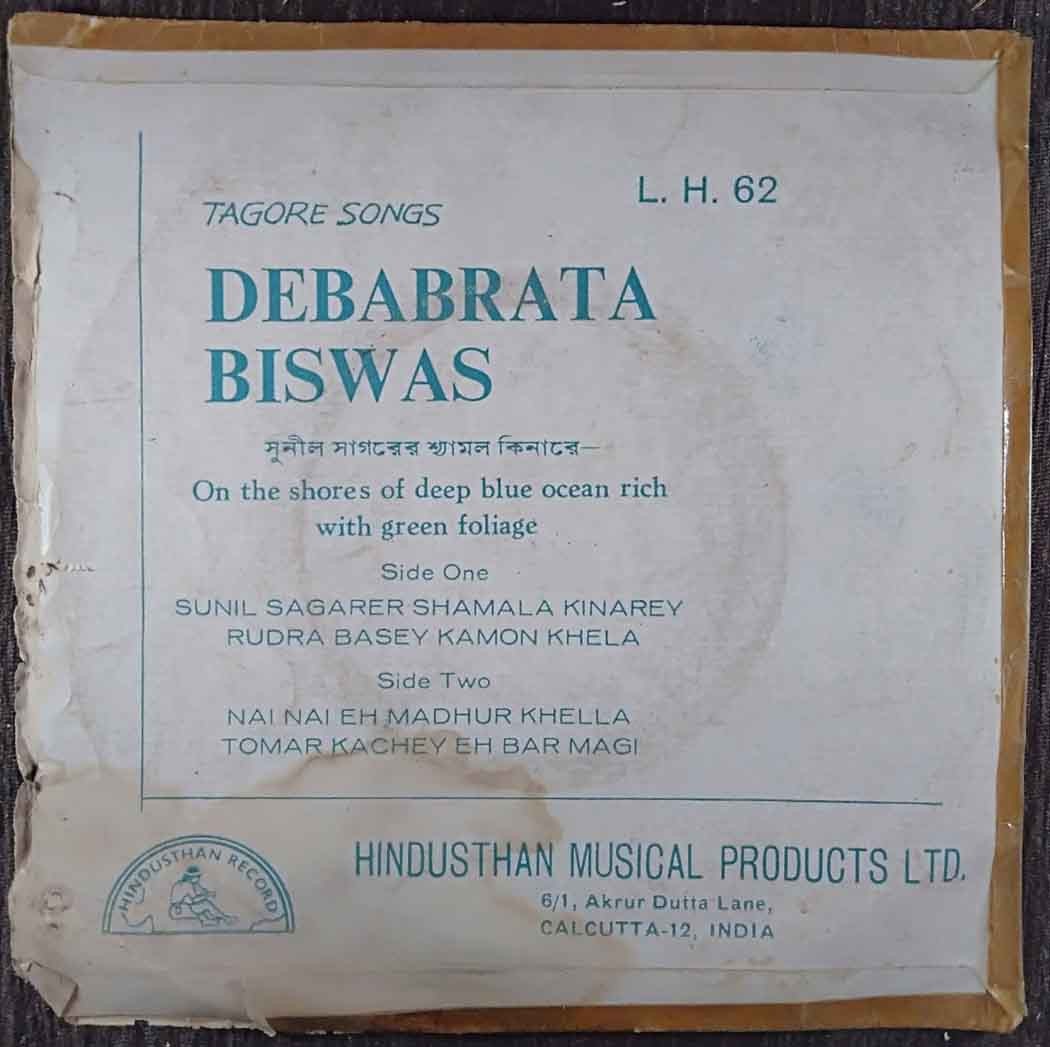 L. H. 62
TAGORE SONGS
DEBABRATA
BISWAS
সুনীল সাগরের শ্যামল কিনারে—
On the shores of deep blue ocean rich
with green foliage
Side One
SUNIL SAGARER SHAMALA KINAREY
RUDRA BASEY KAMON KHELA
Side Two
NAI NAI EH MADHUR KHELLA
TOMAR KACHEY EH BAR MAGI
HINDUSTHAN RECORD
HINDUSTHAN MUSICAL PRODUCTS LTD.
6/1, Akrur Dutta Lane,
CALCUTTA-12, INDIA